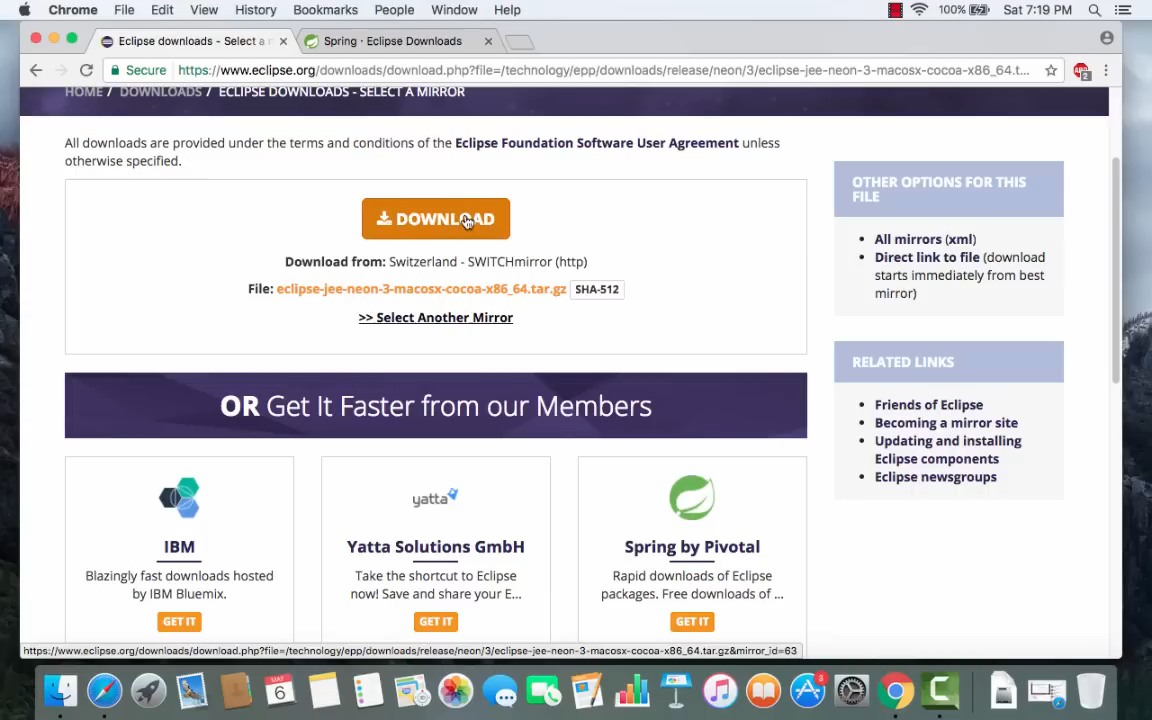 Chrome File Edit View History Bookmarks People Window Help 100% Sat 7:19 PM
Eclipse downloads - Select a m Spring · Eclipse Downloads
Secure https://www.eclipse.org/downloads/download.php?file=/technology/epp/downloads/release/neon/3/eclipse-jee-neon-3-macosx-cocoa-x86_64.t... 2
HOME / DOWNLOADS / ECLIPSE DOWNLOADS - SELECT A MIRROR
All downloads are provided under the terms and conditions of the Eclipse Foundation Software User Agreement unless
otherwise specified.
DOWNLOAD
Download from: Switzerland - SWITCHmirror (http)
File: eclipse-jee-neon-3-macosx-cocoa-x86_64.tar.gz SHA-512
>> Select Another Mirror
OTHER OPTIONS FOR THIS
FILE
All mirrors (xml)
Direct link to file (download
starts immediately from best
mirror)
RELATED LINKS
Friends of Eclipse
Becoming a mirror site
Updating and installing
Eclipse components
Eclipse newsgroups
OR Get It Faster from our Members
IBM
Blazingly fast downloads hosted
by IBM Bluemix.
GET IT
yatta
Yatta Solutions GmbH
Take the shortcut to Eclipse
now! Save and share your E...
GET IT
Spring by Pivotal
Rapid downloads of Eclipse
packages. Free downloads of ...
GET IT
https://www.eclipse.org/downloads/download.php?file=/technology/epp/downloads/release/neon/3/eclipse-jee-neon-3-macosx-cocoa-x86_64.tar.gz&mirror_id=63
MAY
6
8